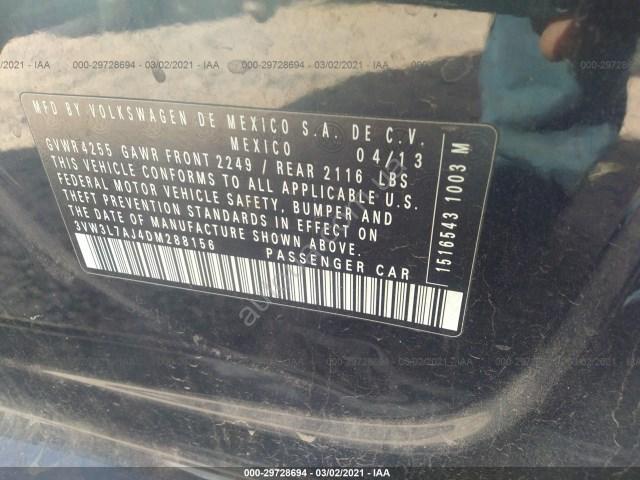 000-29728694 - 03/02/2021 - IAA
MFD BY VOLKSWAGEN DE MEXICO S.A. DE C.V.
MEXICO 04/13
GVWR 4255 GAWR FRONT 2249 / REAR 2116 LBS
THIS VEHICLE CONFORMS TO ALL APPLICABLE U.S.
FEDERAL MOTOR VEHICLE SAFETY, BUMPER AND
THEFT PREVENTION STANDARDS IN EFFECT ON
THE DATE OF MANUFACTURE SHOWN ABOVE.
3VW3L7AJ4DM288156
PASSENGER CAR
1516543 1003 M
000-29728694 - 03/02/2021 - IAA